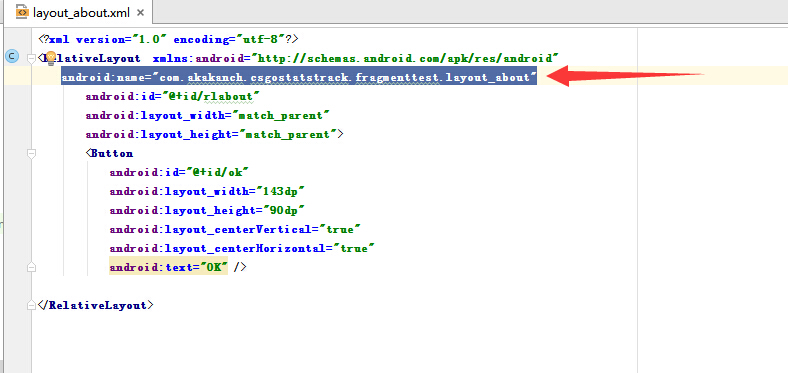 layout_about.xml ×
<?xml version="1.0" encoding="utf-8"?>
<RelativeLayout xmlns:android="http://schemas.android.com/apk/res/android"
android:name="com.akakanch.csgostatstrack.fragmenttest.layout_about"
android:id="@+id/rlabout"
android:layout_width="match_parent"
android:layout_height="match_parent">
<Button
android:id="@+id/ok"
android:layout_width="143dp"
android:layout_height="90dp"
android:layout_centerVertical="true"
android:layout_centerHorizontal="true"
android:text="OK" />
</RelativeLayout>